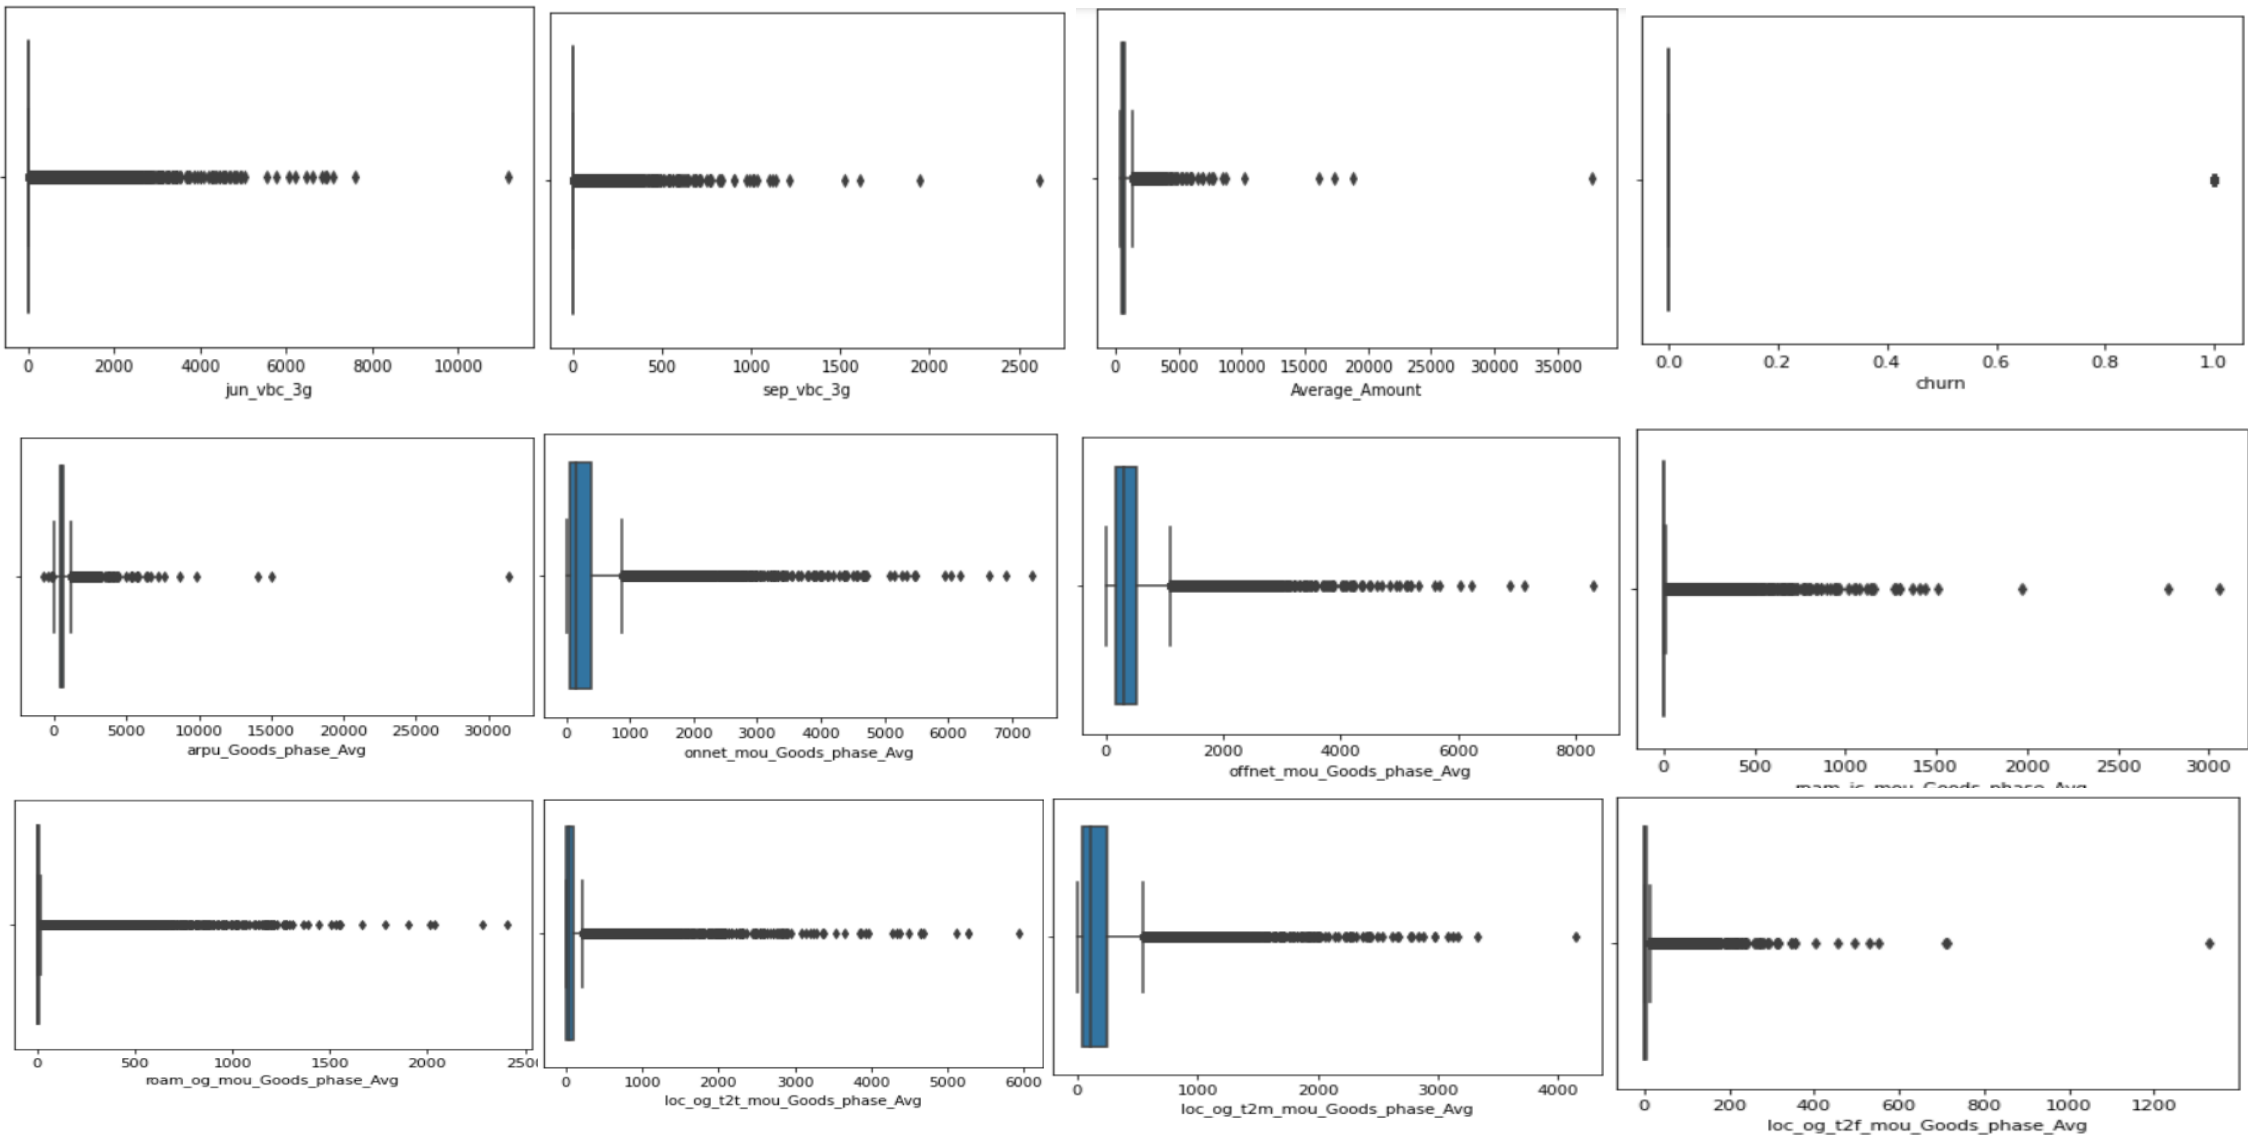 0 2000 4000 6000 8000 10000
jun_vbc_3g
0 500 1000 1500 2000 2500
sep_vbc_3g
0 5000 10000 15000 20000 25000 30000 35000
Average_Amount
0.0 0.2 0.4 0.6 0.8 1.0
churn
0 5000 10000 15000 20000 25000 30000
arpu_Goods_phase_Avg
0 1000 2000 3000 4000 5000 6000 7000
onnet_mou_Goods_phase_Avg
0 2000 4000 6000 8000
offnet_mou_Goods_phase_Avg
0 500 1000 1500 2000 2500 3000
roam_ic_mou_Goods_phase_Avg
0 500 1000 1500 2000 2500
roam_og_mou_Goods_phase_Avg
0 1000 2000 3000 4000 5000 6000
loc_og_t2t_mou_Goods_phase_Avg
0 1000 2000 3000 4000
loc_og_t2m_mou_Goods_phase_Avg
0 200 400 600 800 1000 1200
loc_og_t2f_mou_Goods_phase_Avg